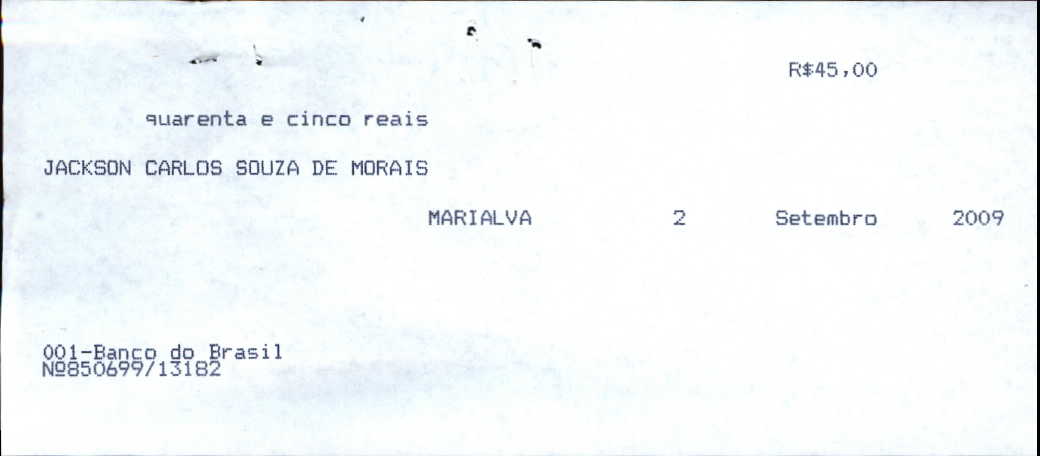 R$45,00
quarenta e cinco reais
JACKSON CARLOS SOUZA DE MORAIS
MARIALVA 2 Setembro 2009
001-Banco do Brasil
Nº850699/13182